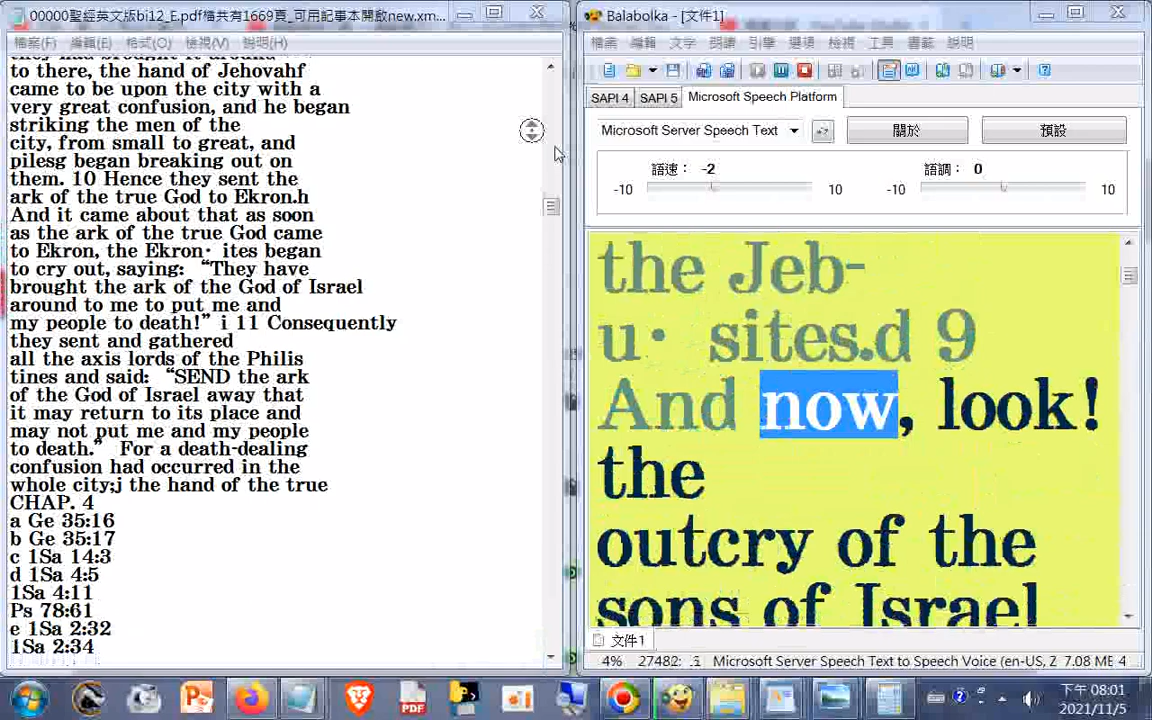 00000聖經英文版bi12_E.pdf檔共有1669頁_可用記事本開啟new.xm...
檔案(F) 編輯(E) 格式(O) 檢視(V) 說明(H)
to there, the hand of Jehovahf
came to be upon the city with a
very great confusion, and he began
striking the men of the
city, from small to great, and
pilesg began breaking out on
them. 10 Hence they sent the
ark of the true God to Ekron.h
And it came about that as soon
as the ark of the true God came
to Ekron, the Ekron· ites began
to cry out, saying: “They have
brought the ark of the God of Israel
around to me to put me and
my people to death!” i 11 Consequently
they sent and gathered
all the axis lords of the Philis
tines and said: “SEND the ark
of the God of Israel away that
it may return to its place and
may not put me and my people
to death.” For a death-dealing
confusion had occurred in the
whole city;j the hand of the true
CHAP. 4
a Ge 35:16
b Ge 35:17
c 1Sa 14:3
d 1Sa 4:5
1Sa 4:11
Ps 78:61
e 1Sa 2:32
1Sa 2:34
Balabolka - [文件1]
檔案 編輯 文字 朗讀 引擎 選項 檢視 工具 書籤 說明
SAPI 4 SAPI 5 Microsoft Speech Platform
Microsoft Server Speech Text 關於 預設
語速: -2 語調: 0
-10 10 -10 10
the Jeb-
u· sites.d 9
And now, look!
the
outcry of the
sons of Israel
文件1
4% 27482: .1 Microsoft Server Speech Text to Speech Voice (en-US, Z 7.08 MB 4
PDF
下午 08:01
2021/11/5